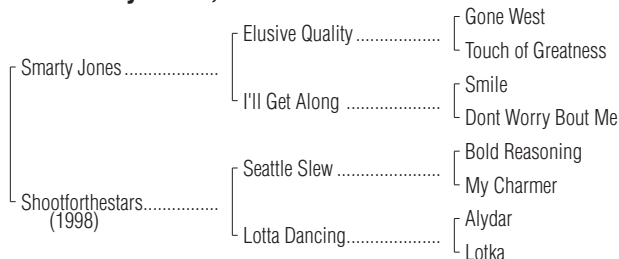 Gone West
Elusive Quality ..................
Touch of Greatness
Smarty Jones ....................
Smile
I'll Get Along ....................
Dont Worry Bout Me
Bold Reasoning
Seattle Slew ......................
My Charmer
Shootforthestars................
(1998)
Alydar
Lotta Dancing....................
Lotka